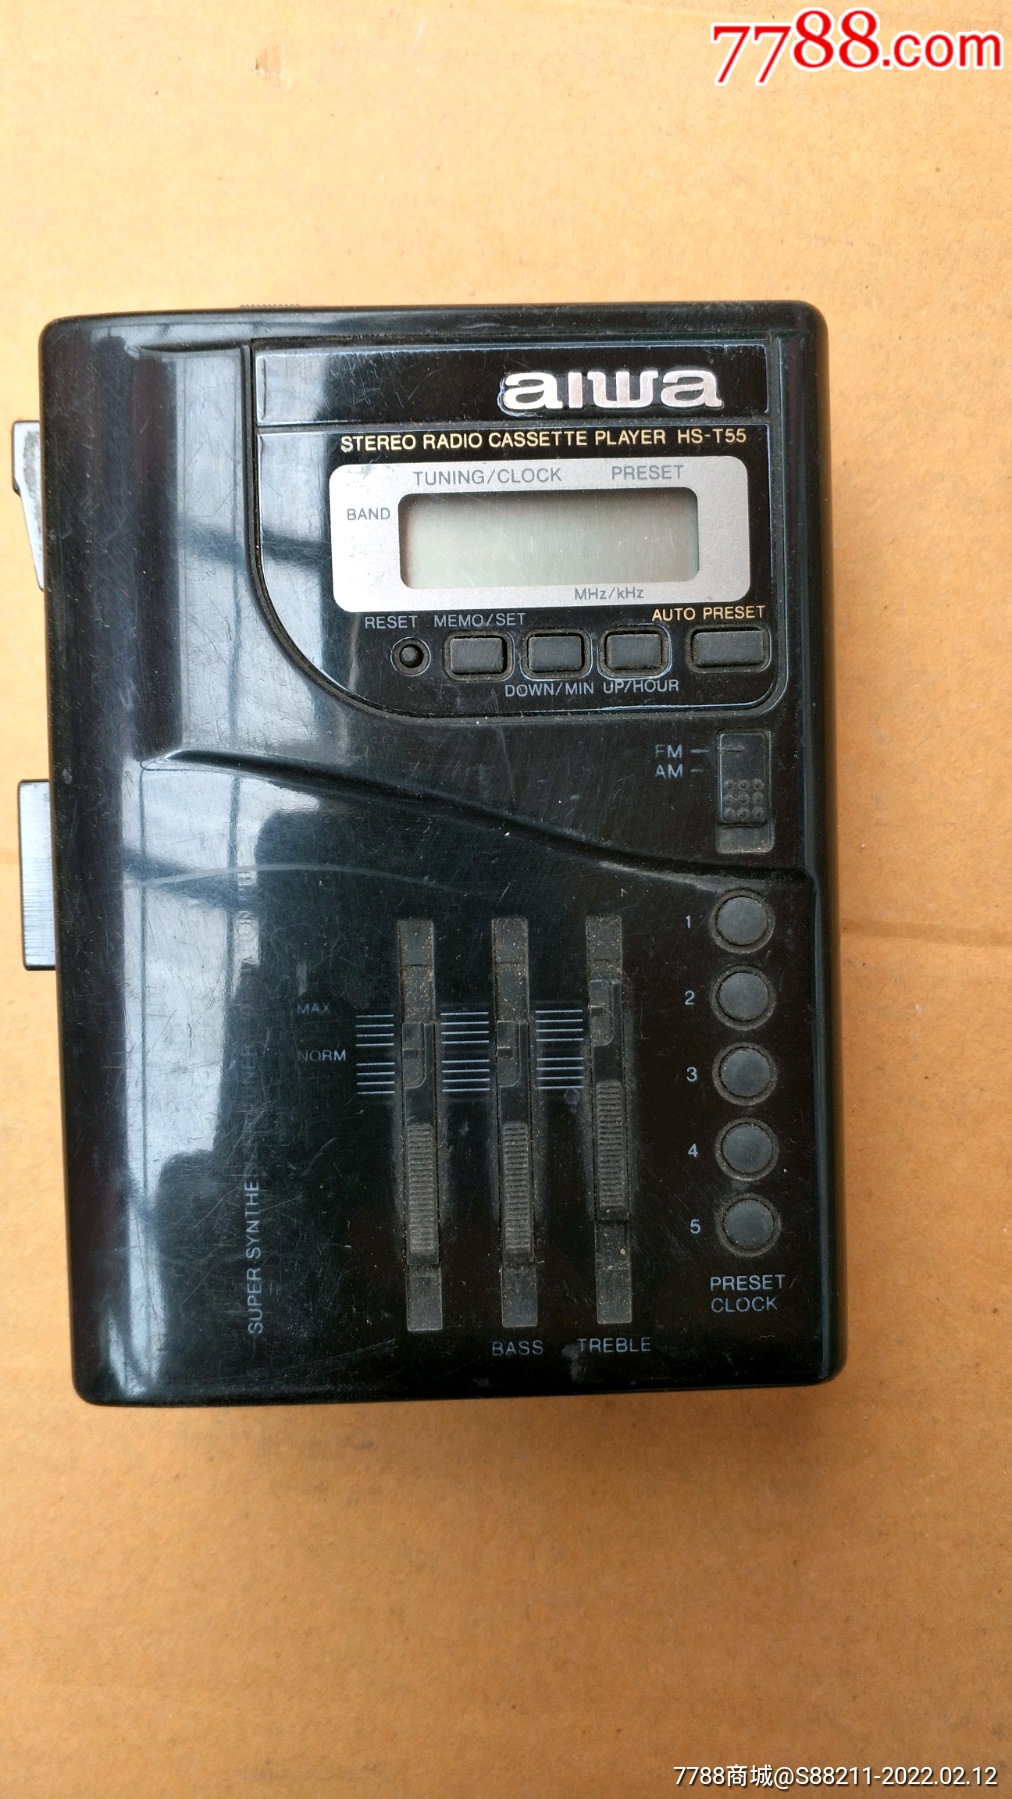 7788.com
aiwa
STEREO RADIO CASSETTE PLAYER HS-T55
TUNING/CLOCK PRESET
BAND
MHz/kHz
AUTO PRESET
RESET MEMO/SET
DOWN/MIN UP/HOUR
FM
AM
1
2
3
4
5
PRESET/
CLOCK
MAX
NORM
SUPER
BASS TREBLE
7788商城@S88211-2022.02.12